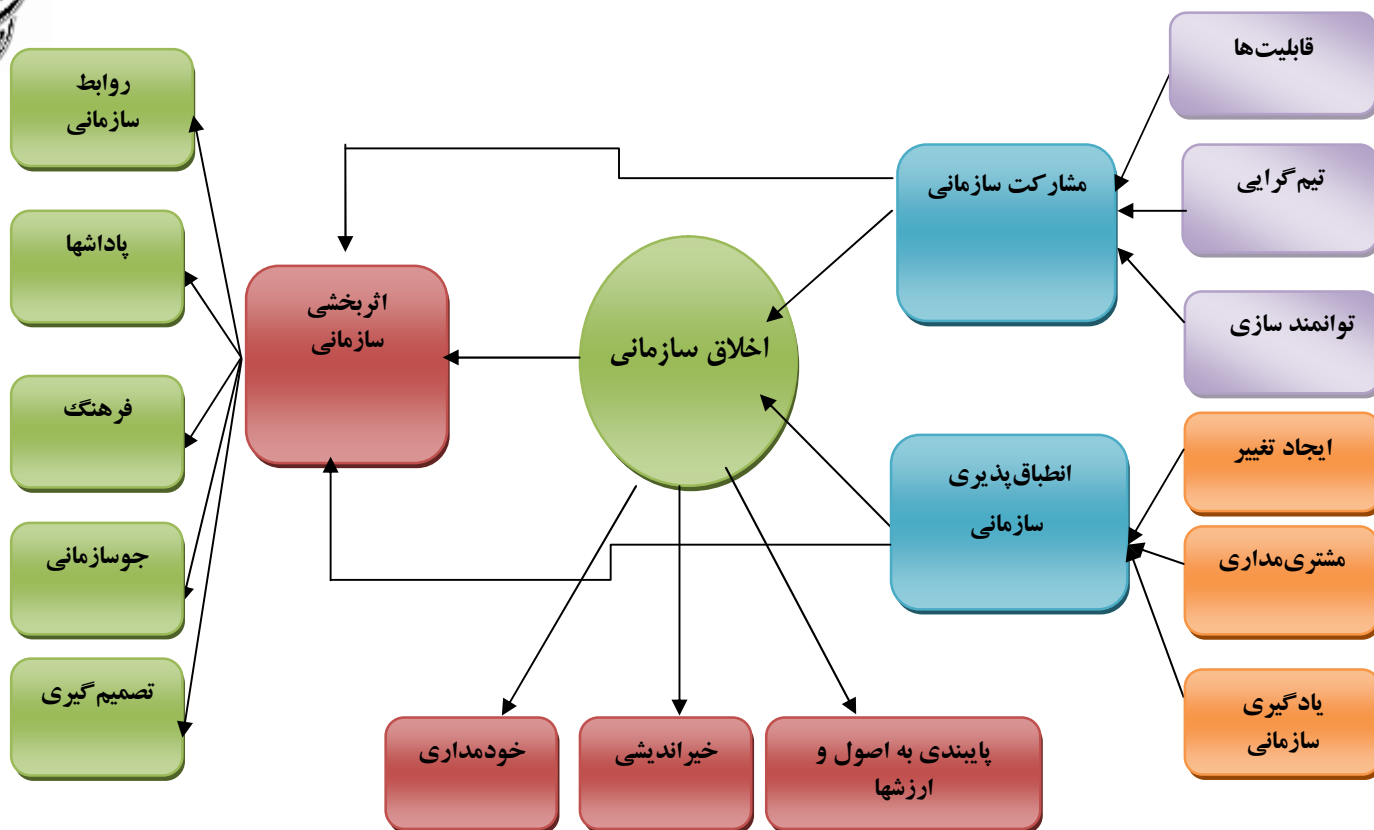 قابلیت‌ها
تیم‌گرایی
توانمند سازی
ایجاد تغییر
مشتری‌مداری
یادگیری
سازمانی
مشارکت سازمانی
انطباق‌پذیری
سازمانی
اخلاق سازمانی
پایبندی به اصول و
ارزشها
خیراندیشی
خودمداری
اثربخشی
سازمانی
روابط
سازمانی
پاداشها
فرهنگ
جوسازمانی
تصمیم‌گیری